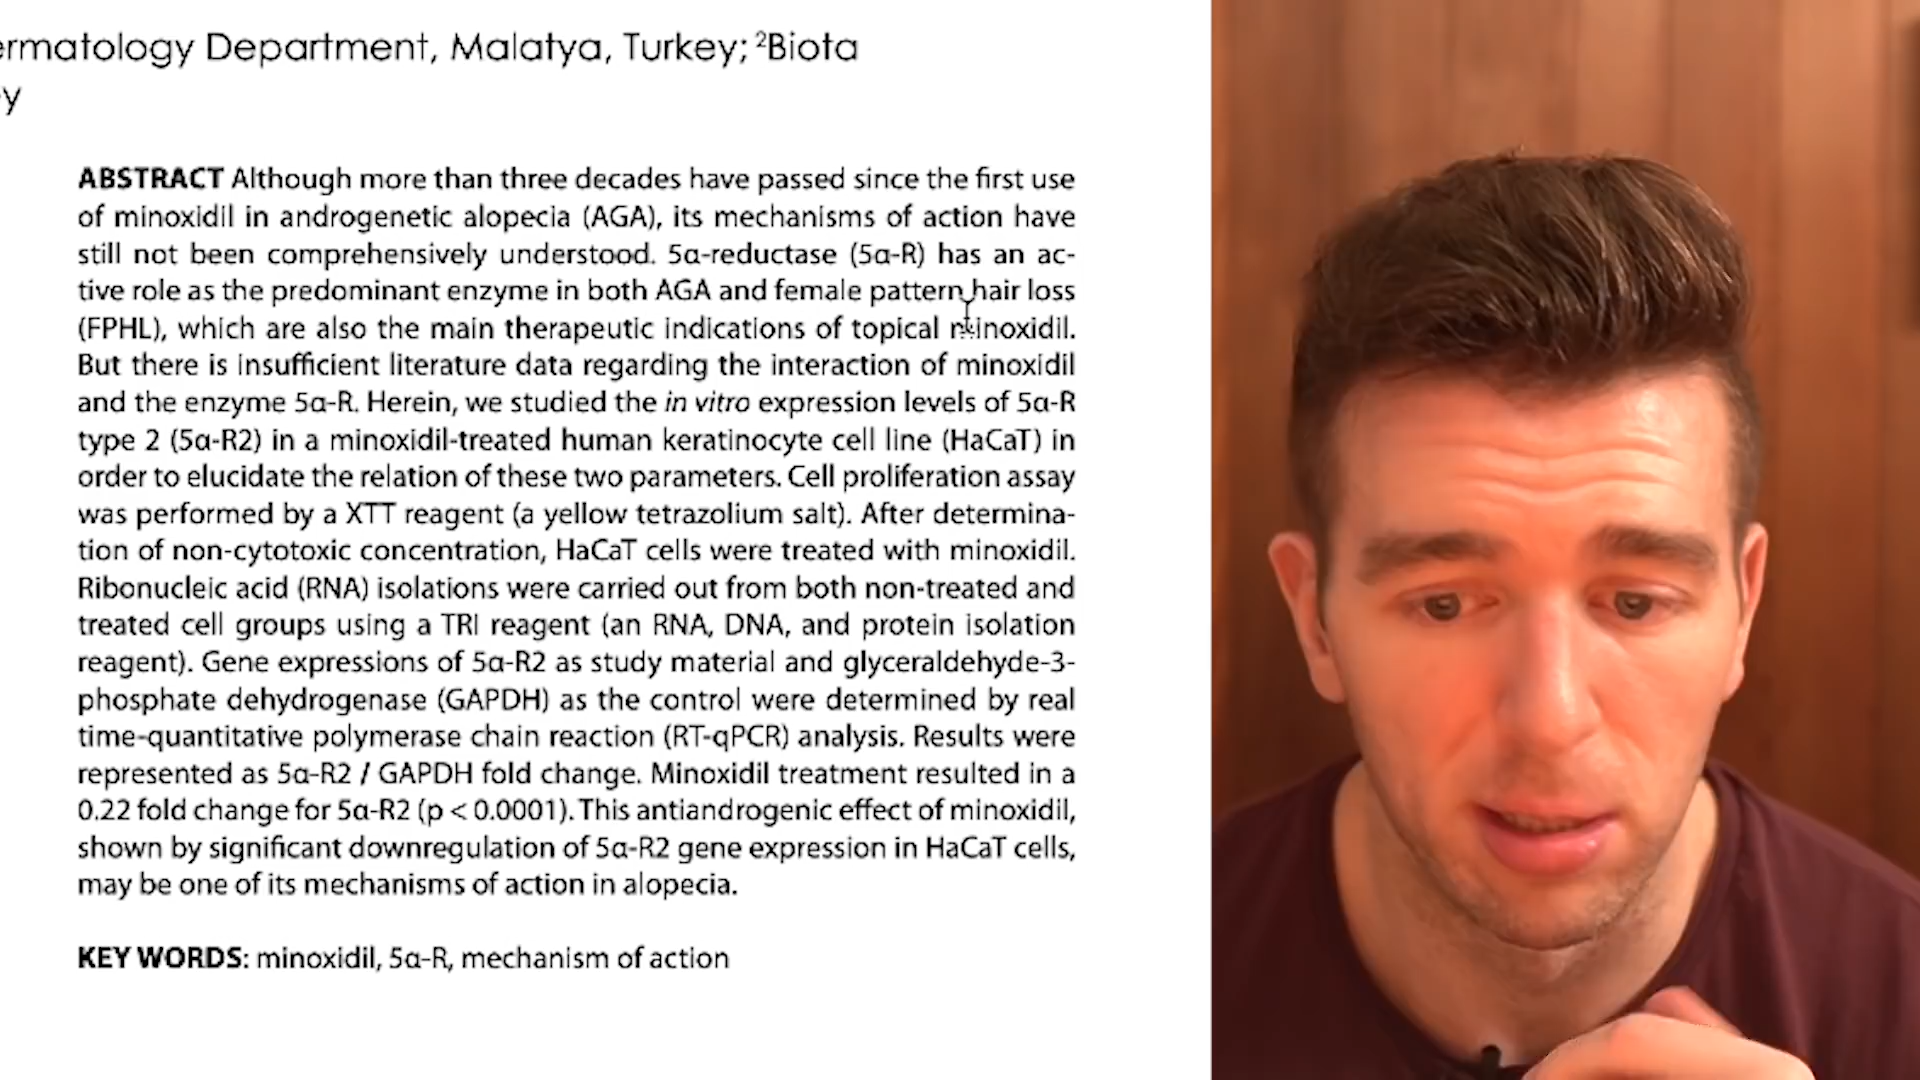 ermatology Department, Malatya, Turkey; ²Biota
ey
ABSTRACT Although more than three decades have passed since the first use
of minoxidil in androgenetic alopecia (AGA), its mechanisms of action have
still not been comprehensively understood. 5α-reductase (5α-R) has an ac-
tive role as the predominant enzyme in both AGA and female pattern hair loss
(FPHL), which are also the main therapeutic indications of topical minoxidil.
But there is insufficient literature data regarding the interaction of minoxidil
and the enzyme 5α-R. Herein, we studied the in vitro expression levels of 5α-R
type 2 (5α-R2) in a minoxidil-treated human keratinocyte cell line (HaCaT) in
order to elucidate the relation of these two parameters. Cell proliferation assay
was performed by a XTT reagent (a yellow tetrazolium salt). After determina-
tion of non-cytotoxic concentration, HaCaT cells were treated with minoxidil.
Ribonucleic acid (RNA) isolations were carried out from both non-treated and
treated cell groups using a TRI reagent (an RNA, DNA, and protein isolation
reagent). Gene expressions of 5α-R2 as study material and glyceraldehyde-3-
phosphate dehydrogenase (GAPDH) as the control were determined by real
time-quantitative polymerase chain reaction (RT-qPCR) analysis. Results were
represented as 5α-R2 / GAPDH fold change. Minoxidil treatment resulted in a
0.22 fold change for 5α-R2 (p < 0.0001). This antiandrogenic effect of minoxidil,
shown by significant downregulation of 5α-R2 gene expression in HaCaT cells,
may be one of its mechanisms of action in alopecia.
KEY WORDS: minoxidil, 5α-R, mechanism of action